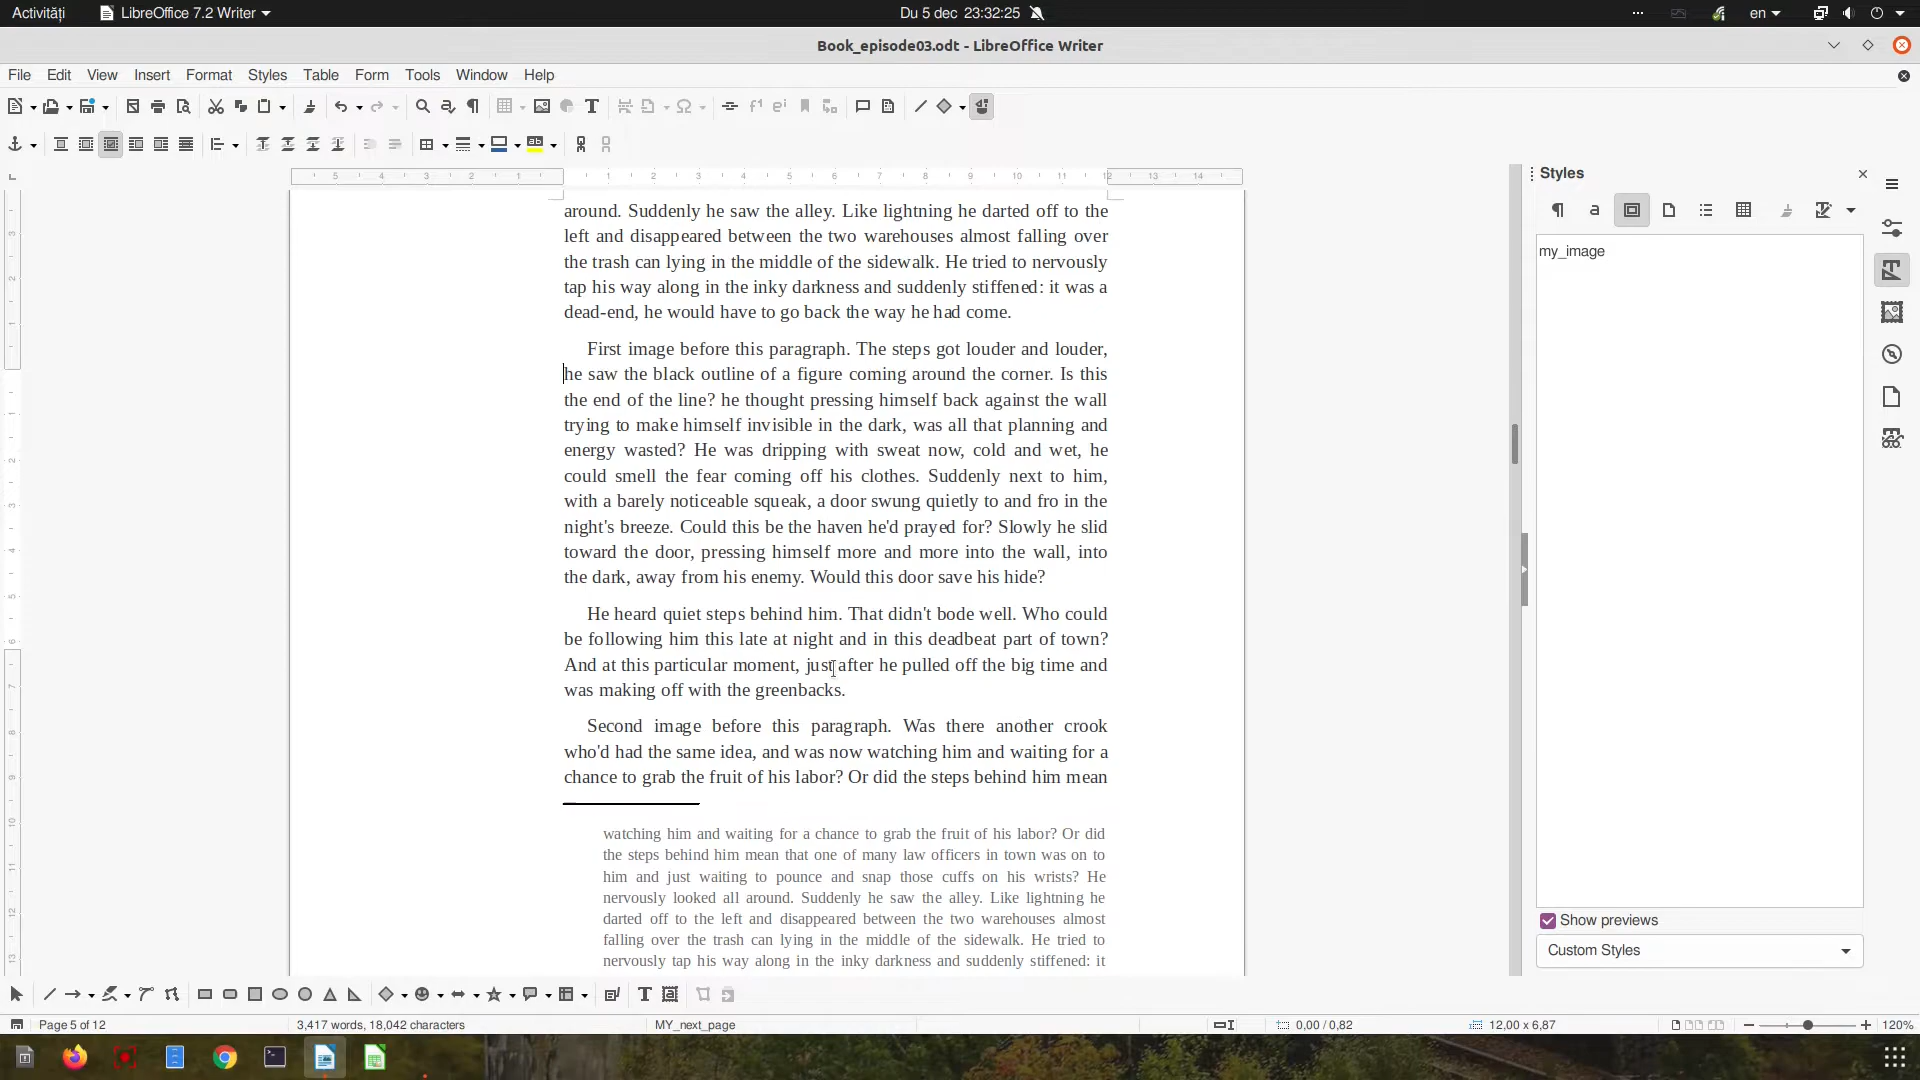 Activități
LibreOffice 7.2 Writer
Du 5 dec 23:32:25
en
Book_episode03.odt - LibreOffice Writer
File Edit View Insert Format Styles Table Form Tools Window Help
5 4 3 2 1 1 2 3 4 5 6 7 8 9 10 11 12 13 14
Styles
my_image
around. Suddenly he saw the alley. Like lightning he darted off to the
left and disappeared between the two warehouses almost falling over
the trash can lying in the middle of the sidewalk. He tried to nervously
tap his way along in the inky darkness and suddenly stiffened: it was a
dead-end, he would have to go back the way he had come.
First image before this paragraph. The steps got louder and louder,
he saw the black outline of a figure coming around the corner. Is this
the end of the line? he thought pressing himself back against the wall
trying to make himself invisible in the dark, was all that planning and
energy wasted? He was dripping with sweat now, cold and wet, he
could smell the fear coming off his clothes. Suddenly next to him,
with a barely noticeable squeak, a door swung quietly to and fro in the
night's breeze. Could this be the haven he'd prayed for? Slowly he slid
toward the door, pressing himself more and more into the wall, into
the dark, away from his enemy. Would this door save his hide?
He heard quiet steps behind him. That didn't bode well. Who could
be following him this late at night and in this deadbeat part of town?
And at this particular moment, just after he pulled off the big time and
was making off with the greenbacks.
Second image before this paragraph. Was there another crook
who'd had the same idea, and was now watching him and waiting for a
chance to grab the fruit of his labor? Or did the steps behind him mean
watching him and waiting for a chance to grab the fruit of his labor? Or did
the steps behind him mean that one of many law officers in town was on to
him and just waiting to pounce and snap those cuffs on his wrists? He
nervously looked all around. Suddenly he saw the alley. Like lightning he
darted off to the left and disappeared between the two warehouses almost
falling over the trash can lying in the middle of the sidewalk. He tried to
nervously tap his way along in the inky darkness and suddenly stiffened: it
Show previews
Custom Styles
Page 5 of 12
3,417 words, 18,042 characters
MY_next_page
0,00 / 0,82
12,00 x 6,87
120%